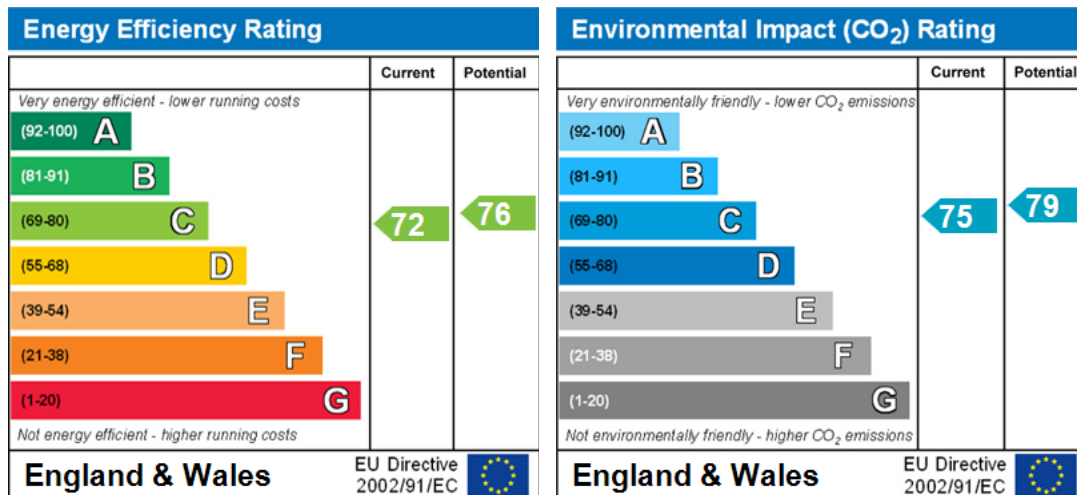 Energy Efficiency Rating
Current Potential
Very energy efficient - lower running costs
(92-100) A
(81-91) B
(69-80) C
72
76
(55-68) D
(39-54) E
(21-38) F
(1-20) G
Not energy efficient - higher running costs
England & Wales
EU Directive
2002/91/EC
Environmental Impact (CO₂) Rating
Current Potential
Very environmentally friendly - lower CO₂ emissions
(92-100) A
(81-91) B
(69-80) C
75
79
(55-68) D
(39-54) E
(21-38) F
(1-20) G
Not environmentally friendly - higher CO₂ emissions
England & Wales
EU Directive
2002/91/EC